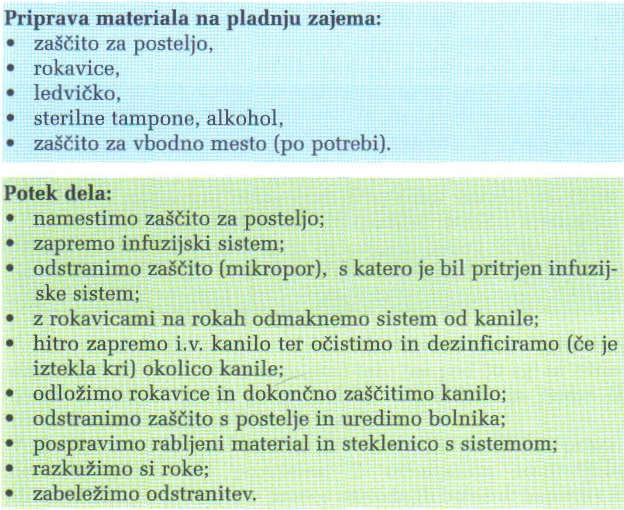 Priprava materiala na pladnju zajema:
• zaščito za posteljo,
• rokavice,
• ledvičko,
• sterilne tampone, alkohol,
• zaščito za vbodno mesto (po potrebi).
Potek dela:
• namestimo zaščito za posteljo;
• zapremo infuzijski sistem;
• odstranimo zaščito (mikropor), s katero je bil pritrjen infuzij-
ske sistem;
• z rokavicami na rokah odmaknemo sistem od kanile;
• hitro zapremo i.v. kanilo ter očistimo in dezinficiramo (če je
iztekla kri) okolico kanile;
• odložimo rokavice in dokončno zaščitimo kanilo;
• odstranimo zaščito s postelje in uredimo bolnika;
• pospravimo rabljeni material in steklenico s sistemom;
• razkužimo si roke;
• zabeležimo odstranitev.